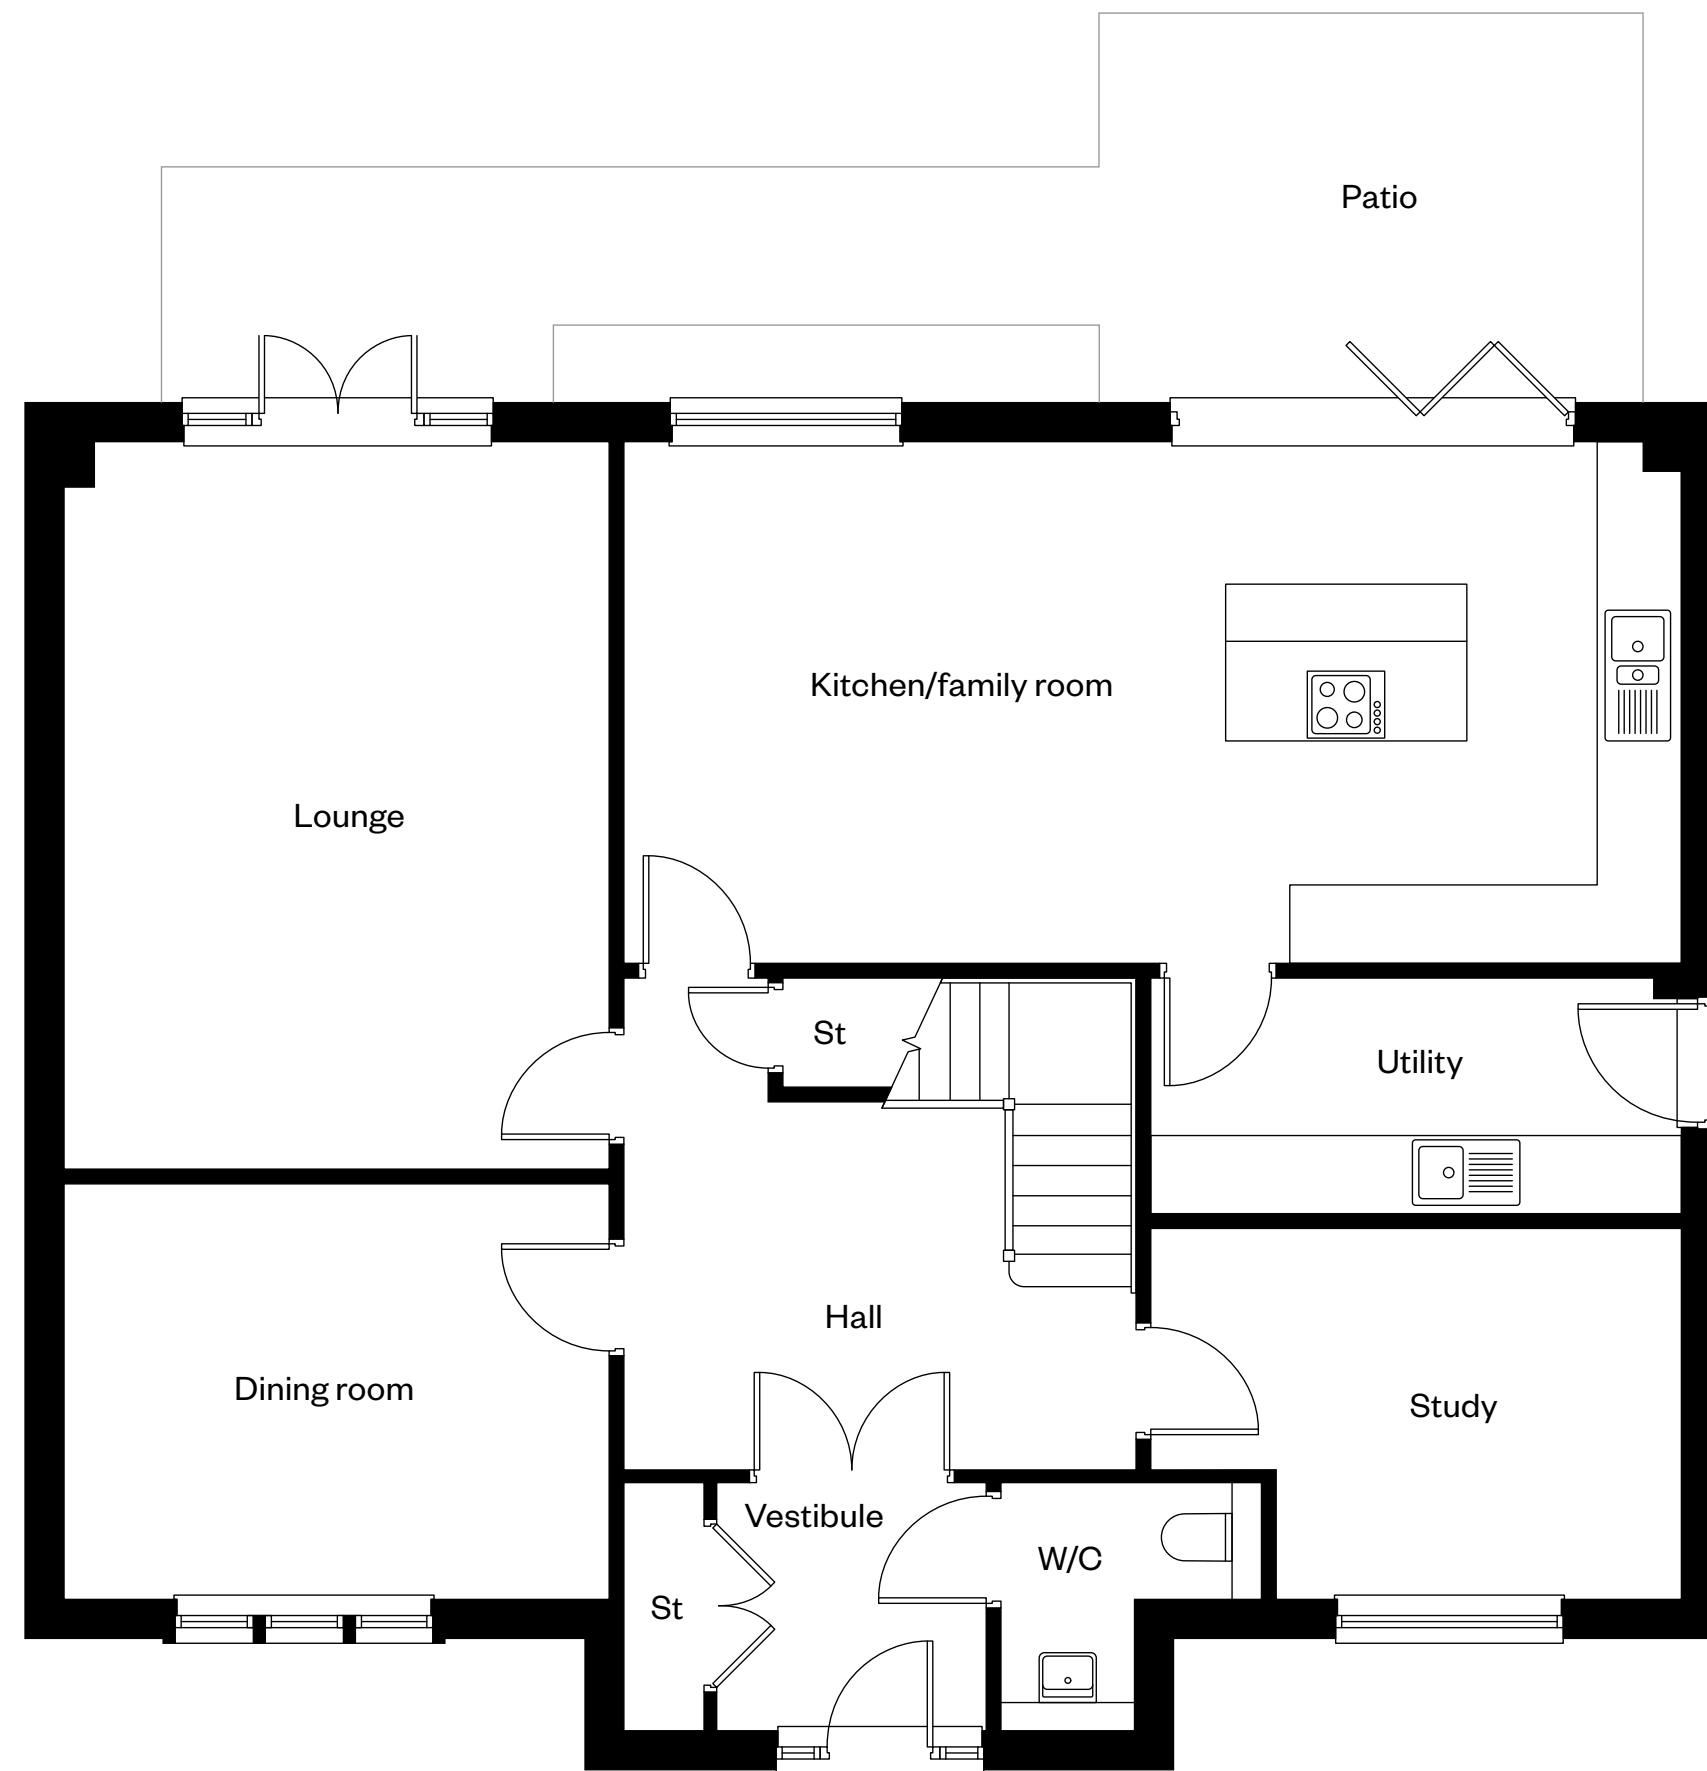 Patio
Kitchen/family room
Lounge
St
Utility
Hall
Dining room
Study
Vestibule
W/C
St